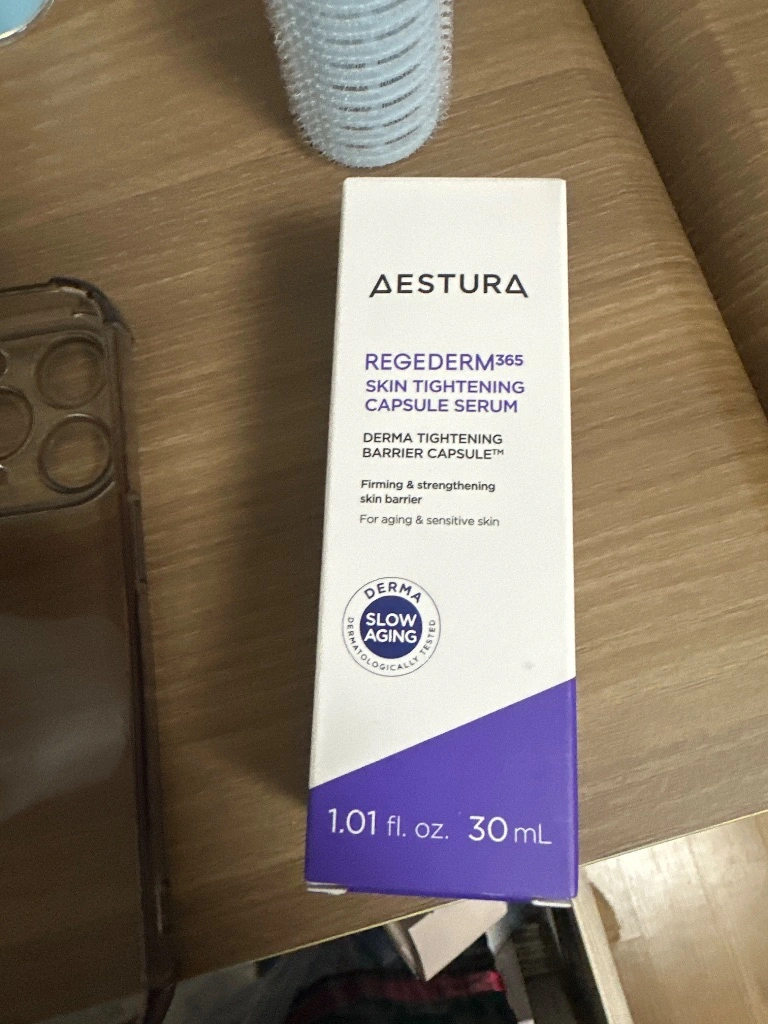 AESTURA
REGEDERM365
SKIN TIGHTENING
CAPSULE SERUM
DERMA TIGHTENING
BARRIER CAPSULE™
Firming & strengthening
skin barrier
For aging & sensitive skin
DERMA
SLOW
AGING
DERMATOLOGICALLY TESTED
1.01 fl. oz. 30 mL